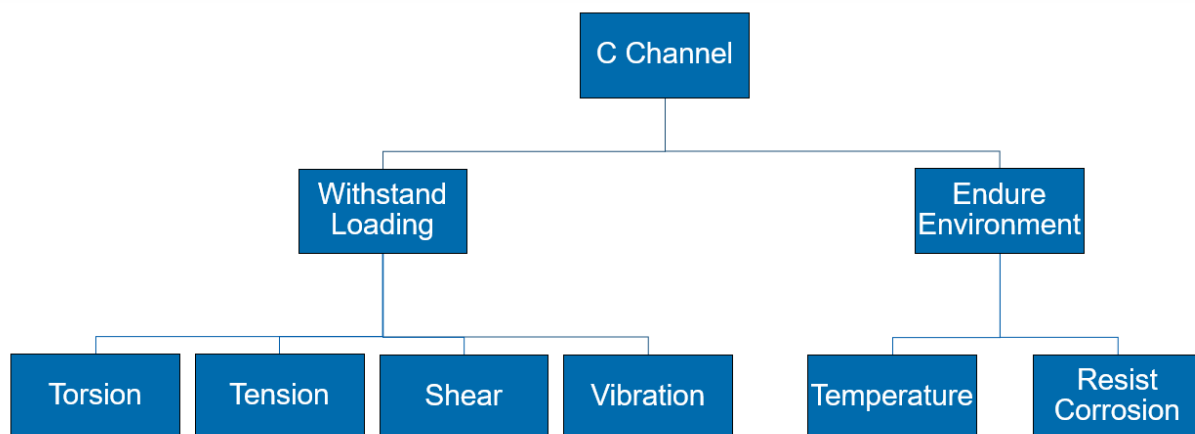 C Channel
Withstand
Loading
Endure
Environment
Torsion
Tension
Shear
Vibration
Temperature
Resist
Corrosion